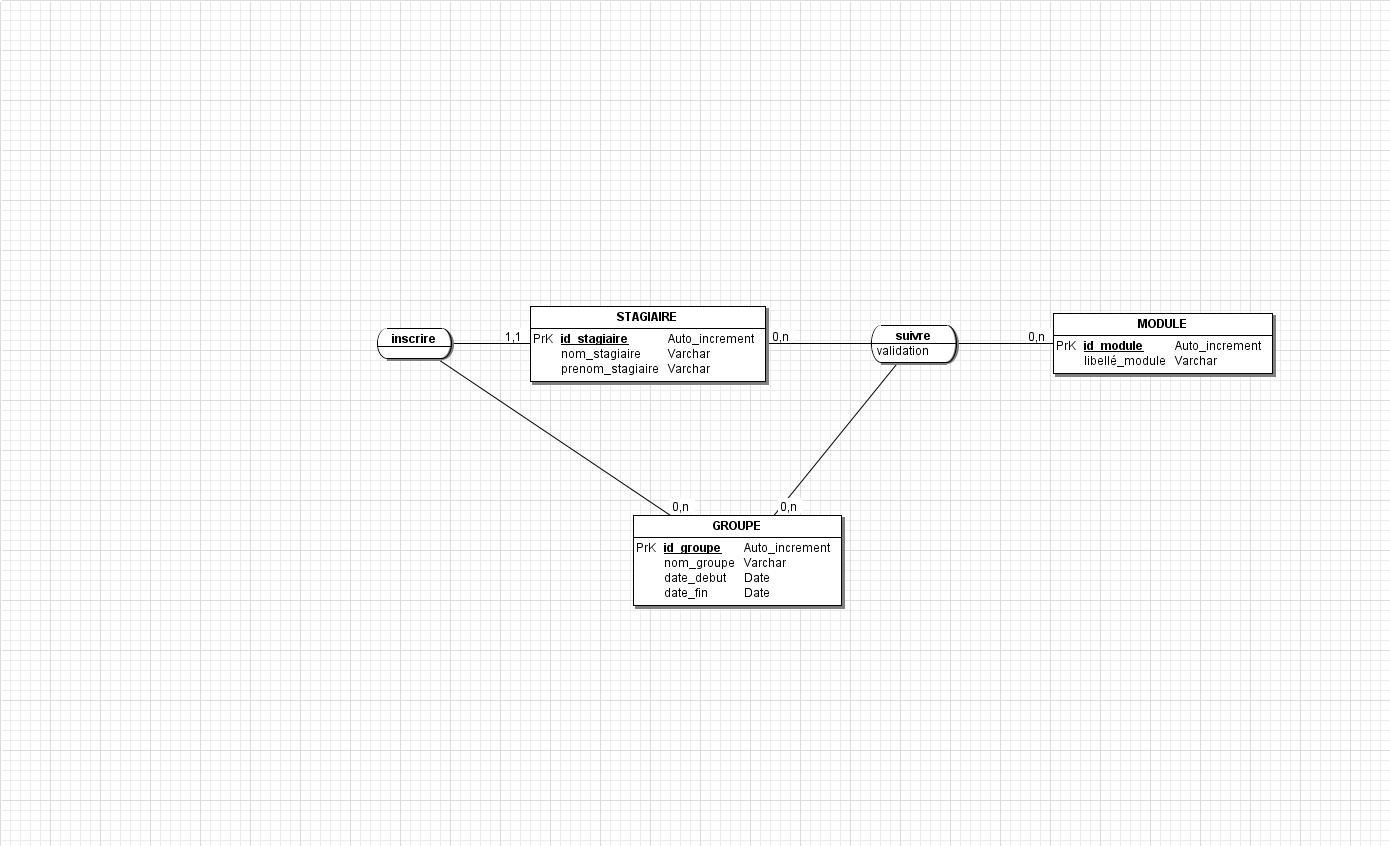 inscrire
1,1
STAGIAIRE
PrK id_stagiaire Auto_increment
nom_stagiaire Varchar
prenom_stagiaire Varchar
0,n
suivre
validation
0,n
MODULE
PrK id_module Auto_increment
libellé_module Varchar
0,n
0,n
GROUPE
PrK id_groupe Auto_increment
nom_groupe Varchar
date_debut Date
date_fin Date